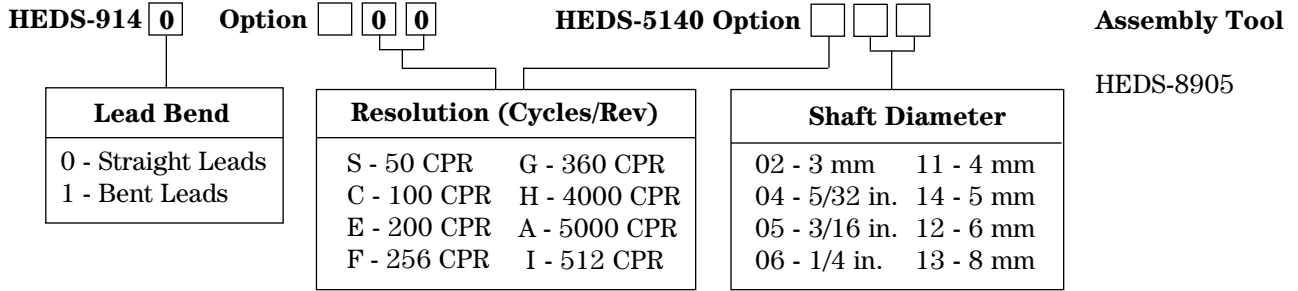 HEDS-914 0 Option 0 0 HEDS-5140 Option Assembly Tool
HEDS-8905
Lead Bend
0 - Straight Leads
1 - Bent Leads
Resolution (Cycles/Rev)
S - 50 CPR G - 360 CPR
C - 100 CPR H - 4000 CPR
E - 200 CPR A - 5000 CPR
F - 256 CPR I - 512 CPR
Shaft Diameter
02 - 3 mm 11 - 4 mm
04 - 5/32 in. 14 - 5 mm
05 - 3/16 in. 12 - 6 mm
06 - 1/4 in. 13 - 8 mm